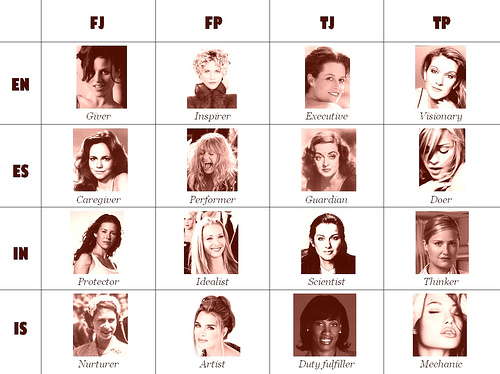 FJ FP TJ TP
EN
Giver Inspirer Executive Visionary
ES
Caregiver Performer Guardian Doer
IN
Protector Idealist Scientist Thinker
IS
Nurturer Artist Duty fulfiller Mechanic